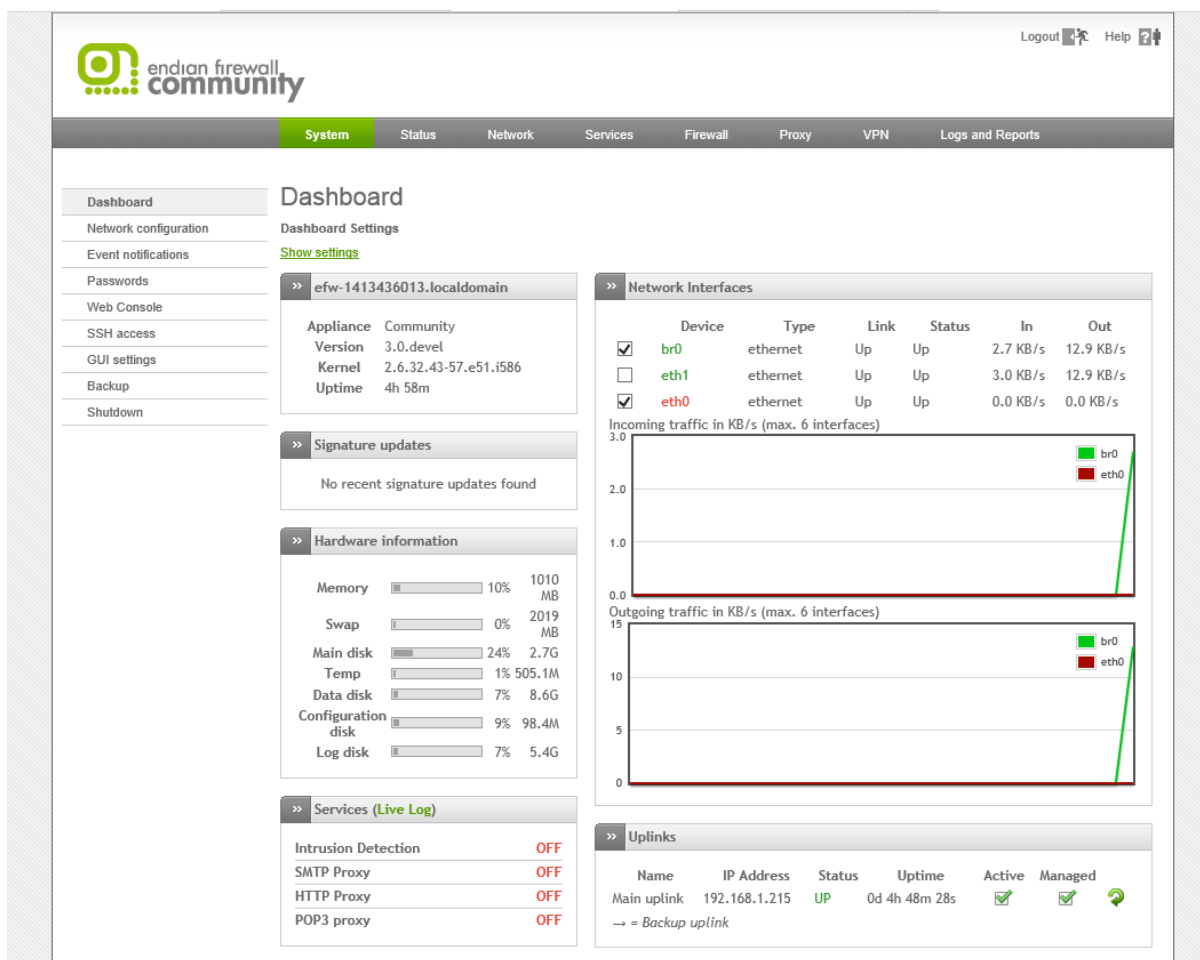 Logout Help
endian firewall
community
System Status Network Services Firewall Proxy VPN Logs and Reports
Dashboard
Network configuration
Event notifications
Passwords
Web Console
SSH access
GUI settings
Backup
Shutdown
Dashboard
Dashboard Settings
Show settings
» efw-1413436013.localdomain
Appliance Community
Version 3.0.devel
Kernel 2.6.32.43-57.e51.i586
Uptime 4h 58m
» Signature updates
No recent signature updates found
» Hardware information
Memory 10% 1010
MB
Swap 0% 2019
MB
Main disk 24% 2.7G
Temp 1% 505.1M
Data disk 7% 8.6G
Configuration
disk 9% 98.4M
Log disk 7% 5.4G
» Services (Live Log)
Intrusion Detection OFF
SMTP Proxy OFF
HTTP Proxy OFF
POP3 proxy OFF
» Network Interfaces
Device Type Link Status In Out
br0 ethernet Up Up 2.7 KB/s 12.9 KB/s
eth1 ethernet Up Up 3.0 KB/s 12.9 KB/s
eth0 ethernet Up Up 0.0 KB/s 0.0 KB/s
Incoming traffic in KB/s (max. 6 interfaces)
3.0
br0
eth0
2.0
1.0
0.0
Outgoing traffic in KB/s (max. 6 interfaces)
15
br0
eth0
10
5
0
» Uplinks
Name IP Address Status Uptime Active Managed
Main uplink 192.168.1.215 UP 0d 4h 48m 28s
→ = Backup uplink